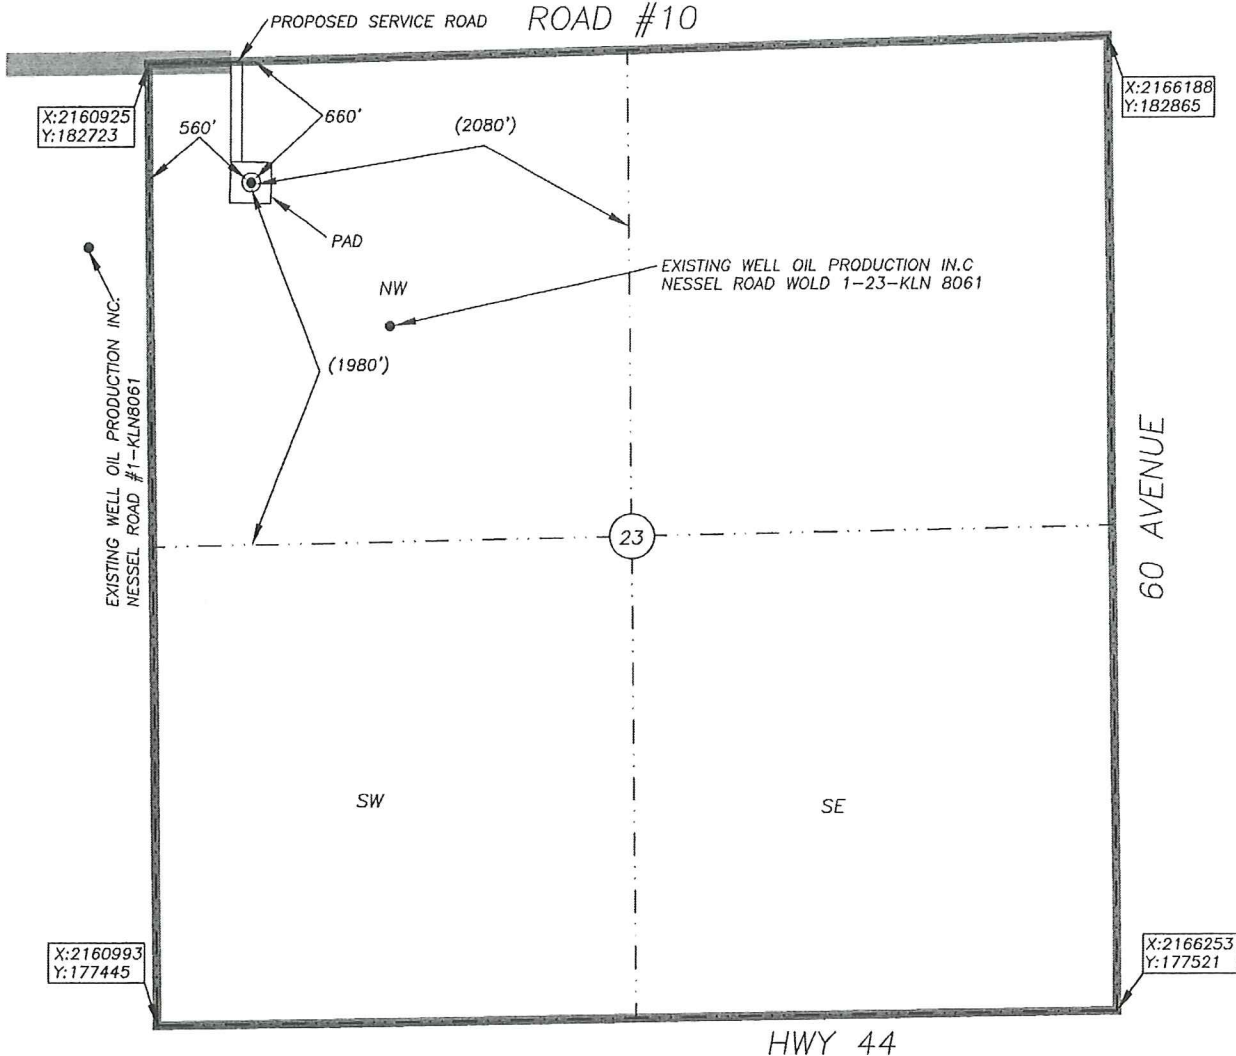 PROPOSED SERVICE ROAD
ROAD #10
X:2160925
Y:182723
X:2166188
Y:182865
560'
660'
(2080')
PAD
EXISTING WELL OIL PRODUCTION IN.C
NESSEL ROAD WOLD 1-23-KLN 8061
NW
(1980')
EXISTING WELL OIL PRODUCTION INC.
NESSEL ROAD #1-KLN8061
60 AVENUE
23
SW
SE
X:2160993
Y:177445
X:2166253
Y:177521
HWY 44